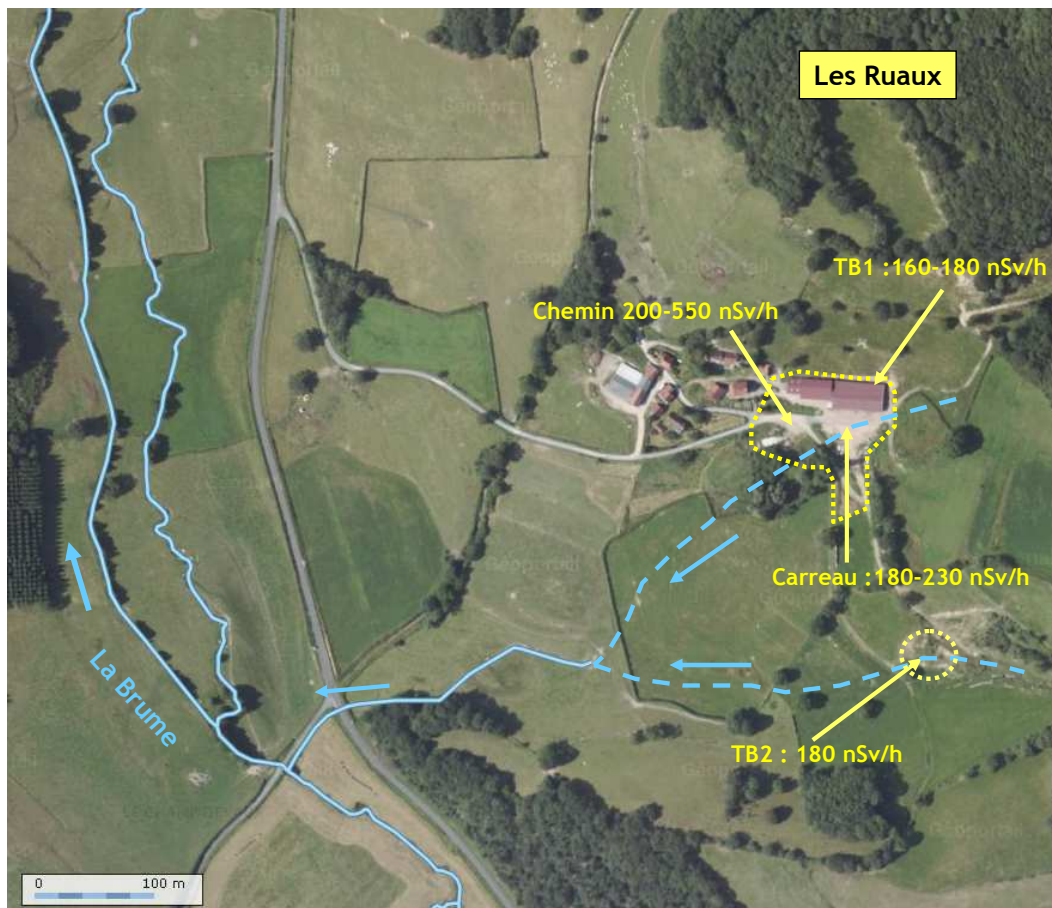 Les Ruaux
TB1 :160-180 nSv/h
Chemin 200-550 nSv/h
Carreau :180-230 nSv/h
La Brume
TB2 : 180 nSv/h
0 100 m